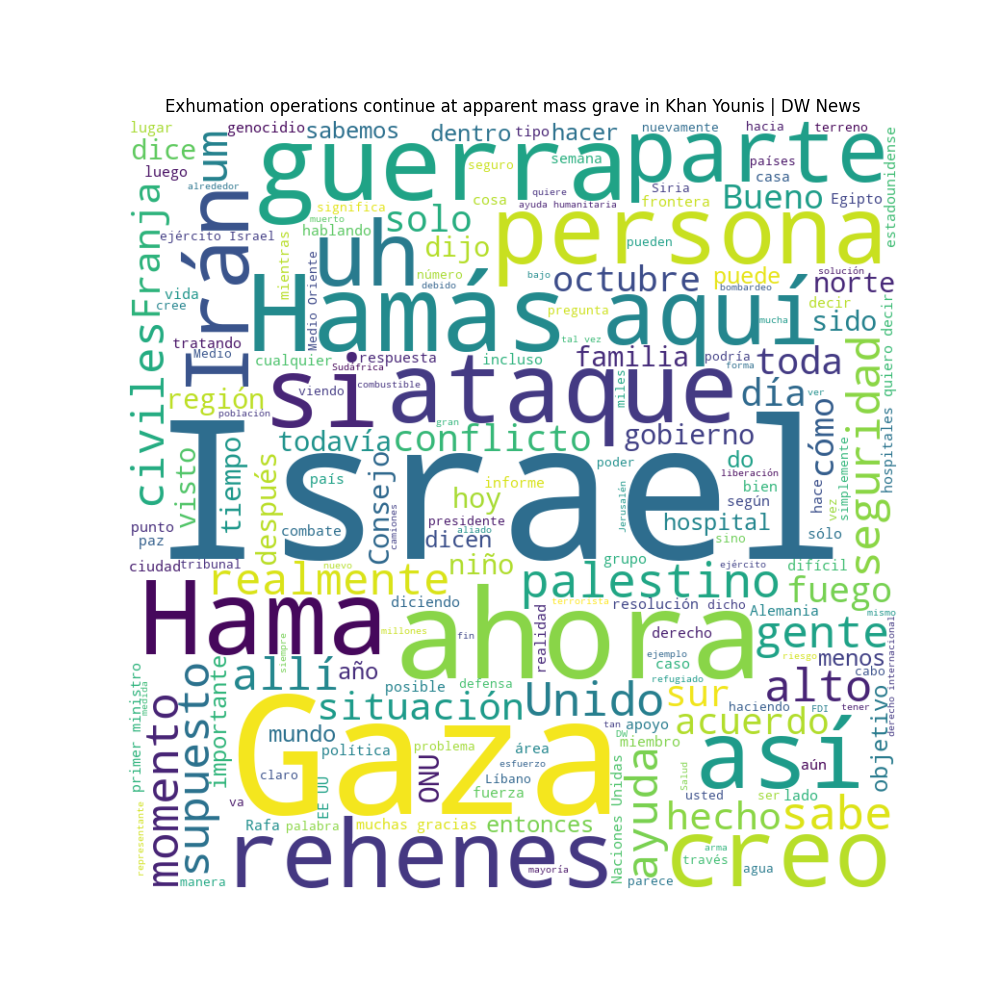 Exhumation operations continue at apparent mass grave in Khan Younis | DW News
lugar
genocidio
sabemos
dentro
tipo
hacer
nuevamente
hacia
terreno
dice
um
guerra
seguro
semana
parte
países
casa
luego
alrededor
cosa
quiere
ayuda humanitaria
Siria
frontera
Bueno
Egipto
estadounidense
significa
muerto
solo
persona
hablando
ejército Israel
uh
dijo
pueden
Franja
Irán
mientras
Medio Oriente
número
debido
bajo
octubre
puede
bombardeo
solución
norte
vida
cree
Hamás aquí
pregunta
tal vez
mucha
decir
sido
quiero decir
tratando
Medio
cualquier
respuesta
Sudáfrica
incluso
familia
podría
forma
toda
civiles
región
población
viendo
si
combustible
ataque
miles
día
ver
seguridad
hospitales
visto
tiempo
todavía
gran
conflicto
gobierno
cómo
después
país
Consejo
Israel
poder
do
liberación
bien
hace
vez
simplemente
informe
hoy
Jerusalén
según
punto
paz
combate
camiones
presidente
aliado
dicen
hospital
sino
sólo
ciudad
tribunal
realmente
nuevo
niño
grupo
ejército
difícil
palestino
fuego
Hama
diciendo
millones
fin
ahora
realidad
terrorista
resolución
dicho
Alemania
mismo
derecho
gente
ejemplo
caso
refugiado
riesgo
menos
cabo
derecho internacional
siempre
allí
año
posible
defensa
primer ministro
medida
momento
supuesto
importante
situación
Unido
sur
alto
haciendo
FDI
tener
objetivo
mundo
política
problema
área
tan
apoyo
DW
miembro
acuerdo
así
aún
claro
EE UU
ONU
esfuerzo
Líbano
fuerza
Gaza
Naciones Unidas
ayuda
Salud
usted
ser
lado
va
Rafa
palabra
muchas gracias
entonces
hecho
sabe
representante
manera
rehenes
mayoría
parece
arma
través
agua
creo